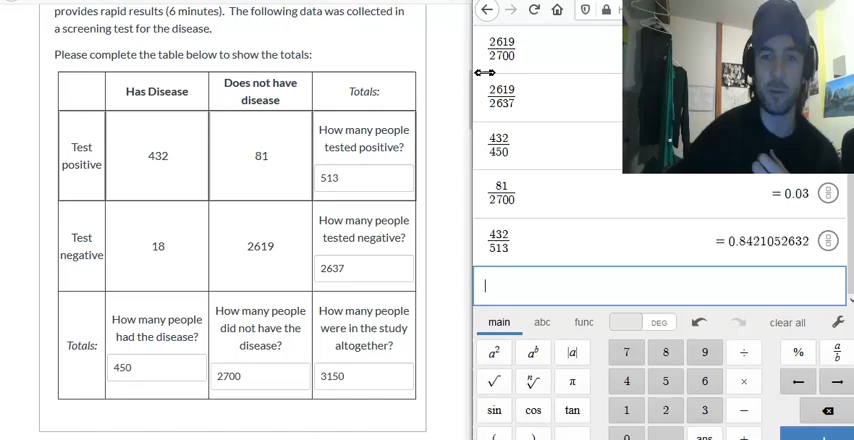 provides rapid results (6 minutes). The following data was collected in
a screening test for the disease.
Please complete the table below to show the totals:
Has Disease
Does not have
disease
Totals:
Test
positive
432
81
How many people
tested positive?
513
Test
negative
18
2619
How many people
tested negative?
2637
Totals:
How many people
had the disease?
450
How many people
did not have the
disease?
2700
How many people
were in the study
altogether?
3150
2619
2700
2619
2637
432
450
81
2700
= 0.03
432
513
= 0.8421052632
main abc func DEG clear all
a² aᵇ |a| 7 8 9 ÷ % a/b
√ ⁿ√ π 4 5 6 ×
sin cos tan 1 2 3 −
( ) 0 . ans +